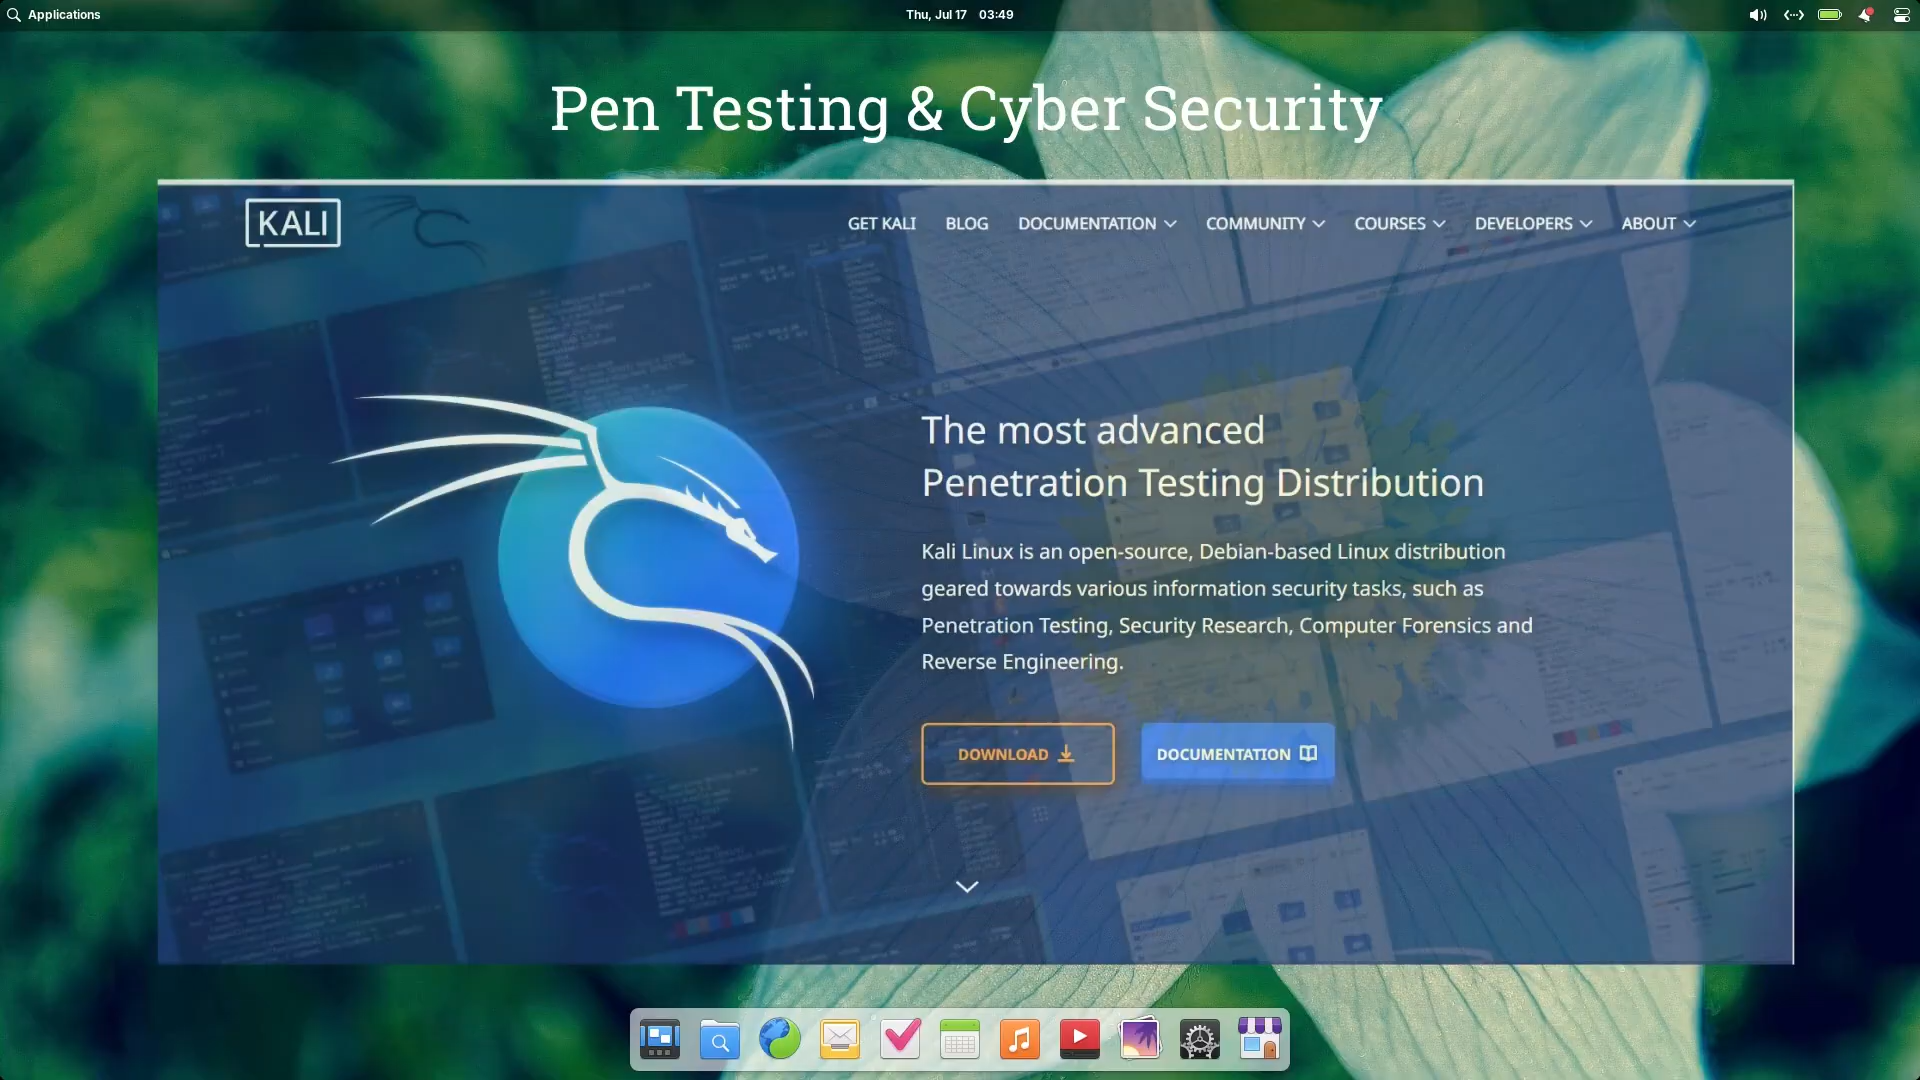 Applications
Thu, Jul 17 03:49
Pen Testing & Cyber Security
KALI
GET KALI BLOG DOCUMENTATION COMMUNITY COURSES DEVELOPERS ABOUT
The most advanced
Penetration Testing Distribution
Kali Linux is an open-source, Debian-based Linux distribution
geared towards various information security tasks, such as
Penetration Testing, Security Research, Computer Forensics and
Reverse Engineering.
DOWNLOAD DOCUMENTATION